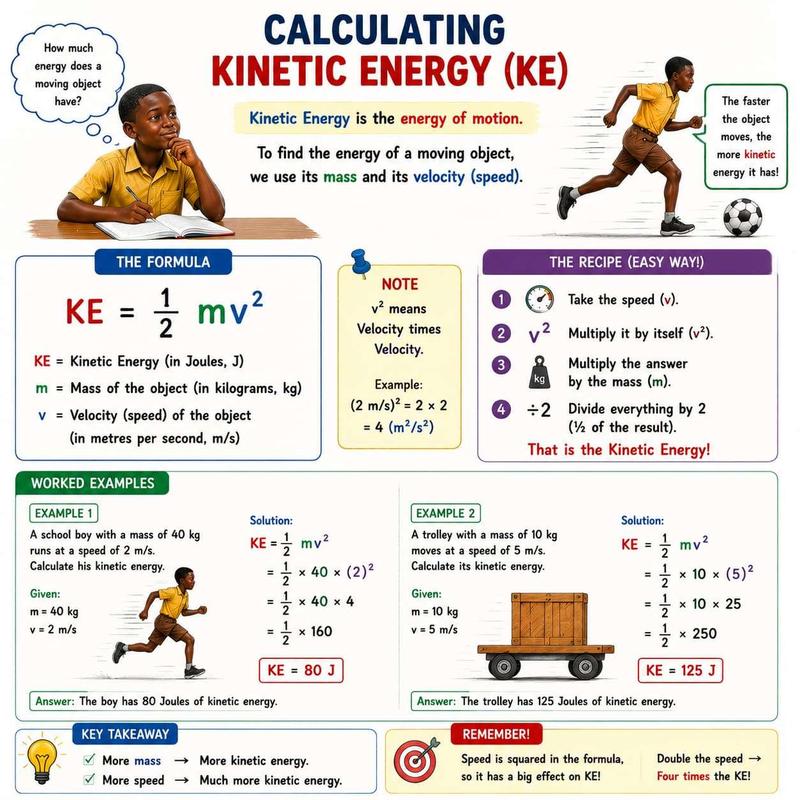 CALCULATING
KINETIC ENERGY (KE)
How much
energy does a
moving object
have?
Kinetic Energy is the energy of motion.
To find the energy of a moving object,
we use its mass and its velocity (speed).
The faster
the object
moves, the
more kinetic
energy it has!
THE FORMULA
KE = 1/2 mv²
KE = Kinetic Energy (in Joules, J)
m = Mass of the object (in kilograms, kg)
v = Velocity (speed) of the object
(in metres per second, m/s)
NOTE
v² means
Velocity times
Velocity.
Example:
(2 m/s)² = 2 × 2
= 4 (m²/s²)
THE RECIPE (EASY WAY!)
1 Take the speed (v).
2 v² Multiply it by itself (v²).
3 kg Multiply the answer
by the mass (m).
4 ÷2 Divide everything by 2
(½ of the result).
That is the Kinetic Energy!
WORKED EXAMPLES
EXAMPLE 1
A school boy with a mass of 40 kg
runs at a speed of 2 m/s.
Calculate his kinetic energy.
Given:
m = 40 kg
v = 2 m/s
Solution:
KE = 1/2 mv²
= 1/2 × 40 × (2)²
= 1/2 × 40 × 4
= 1/2 × 160
KE = 80 J
Answer: The boy has 80 Joules of kinetic energy.
EXAMPLE 2
A trolley with a mass of 10 kg
moves at a speed of 5 m/s.
Calculate its kinetic energy.
Given:
m = 10 kg
v = 5 m/s
Solution:
KE = 1/2 mv²
= 1/2 × 10 × (5)²
= 1/2 × 10 × 25
= 1/2 × 250
KE = 125 J
Answer: The trolley has 125 Joules of kinetic energy.
KEY TAKEAWAY
More mass → More kinetic energy.
More speed → Much more kinetic energy.
REMEMBER!
Speed is squared in the formula,
so it has a big effect on KE!
Double the speed →
Four times the KE!